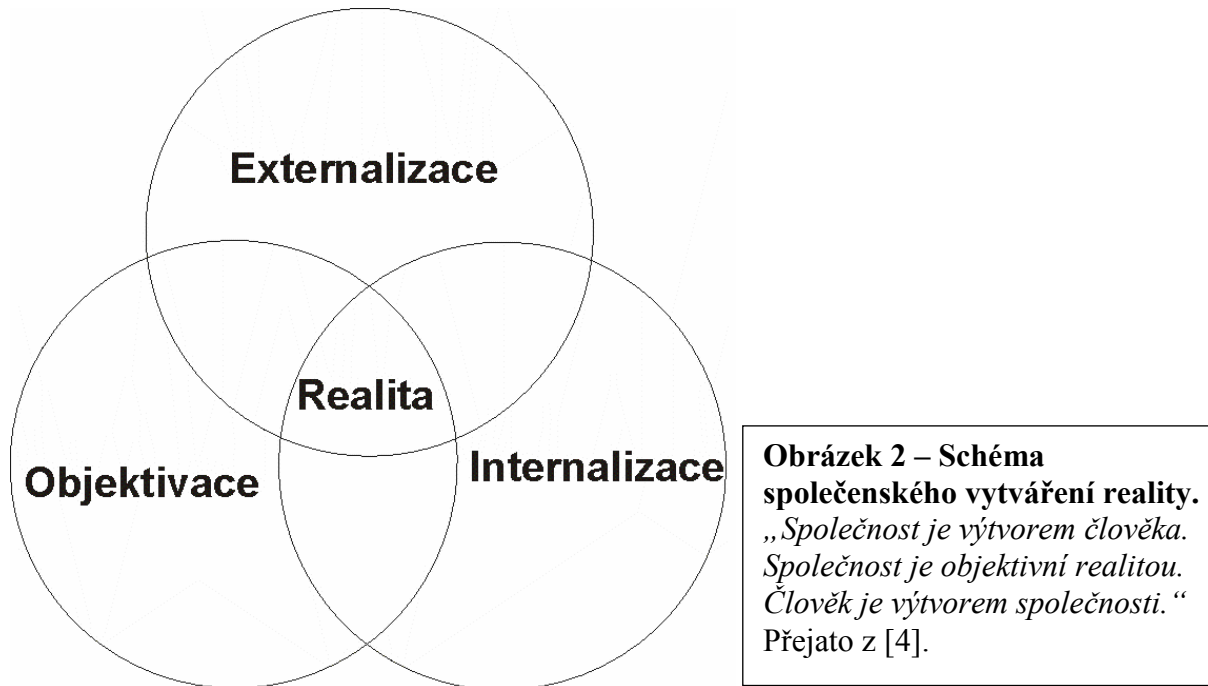 Externalizace
Realita
Objektivace
Internalizace
Obrázek 2 – Schéma
společenského vytváření reality.
„Společnost je výtvorem člověka.
Společnost je objektivní realitou.
Člověk je výtvorem společnosti.“
Přejato z [4].